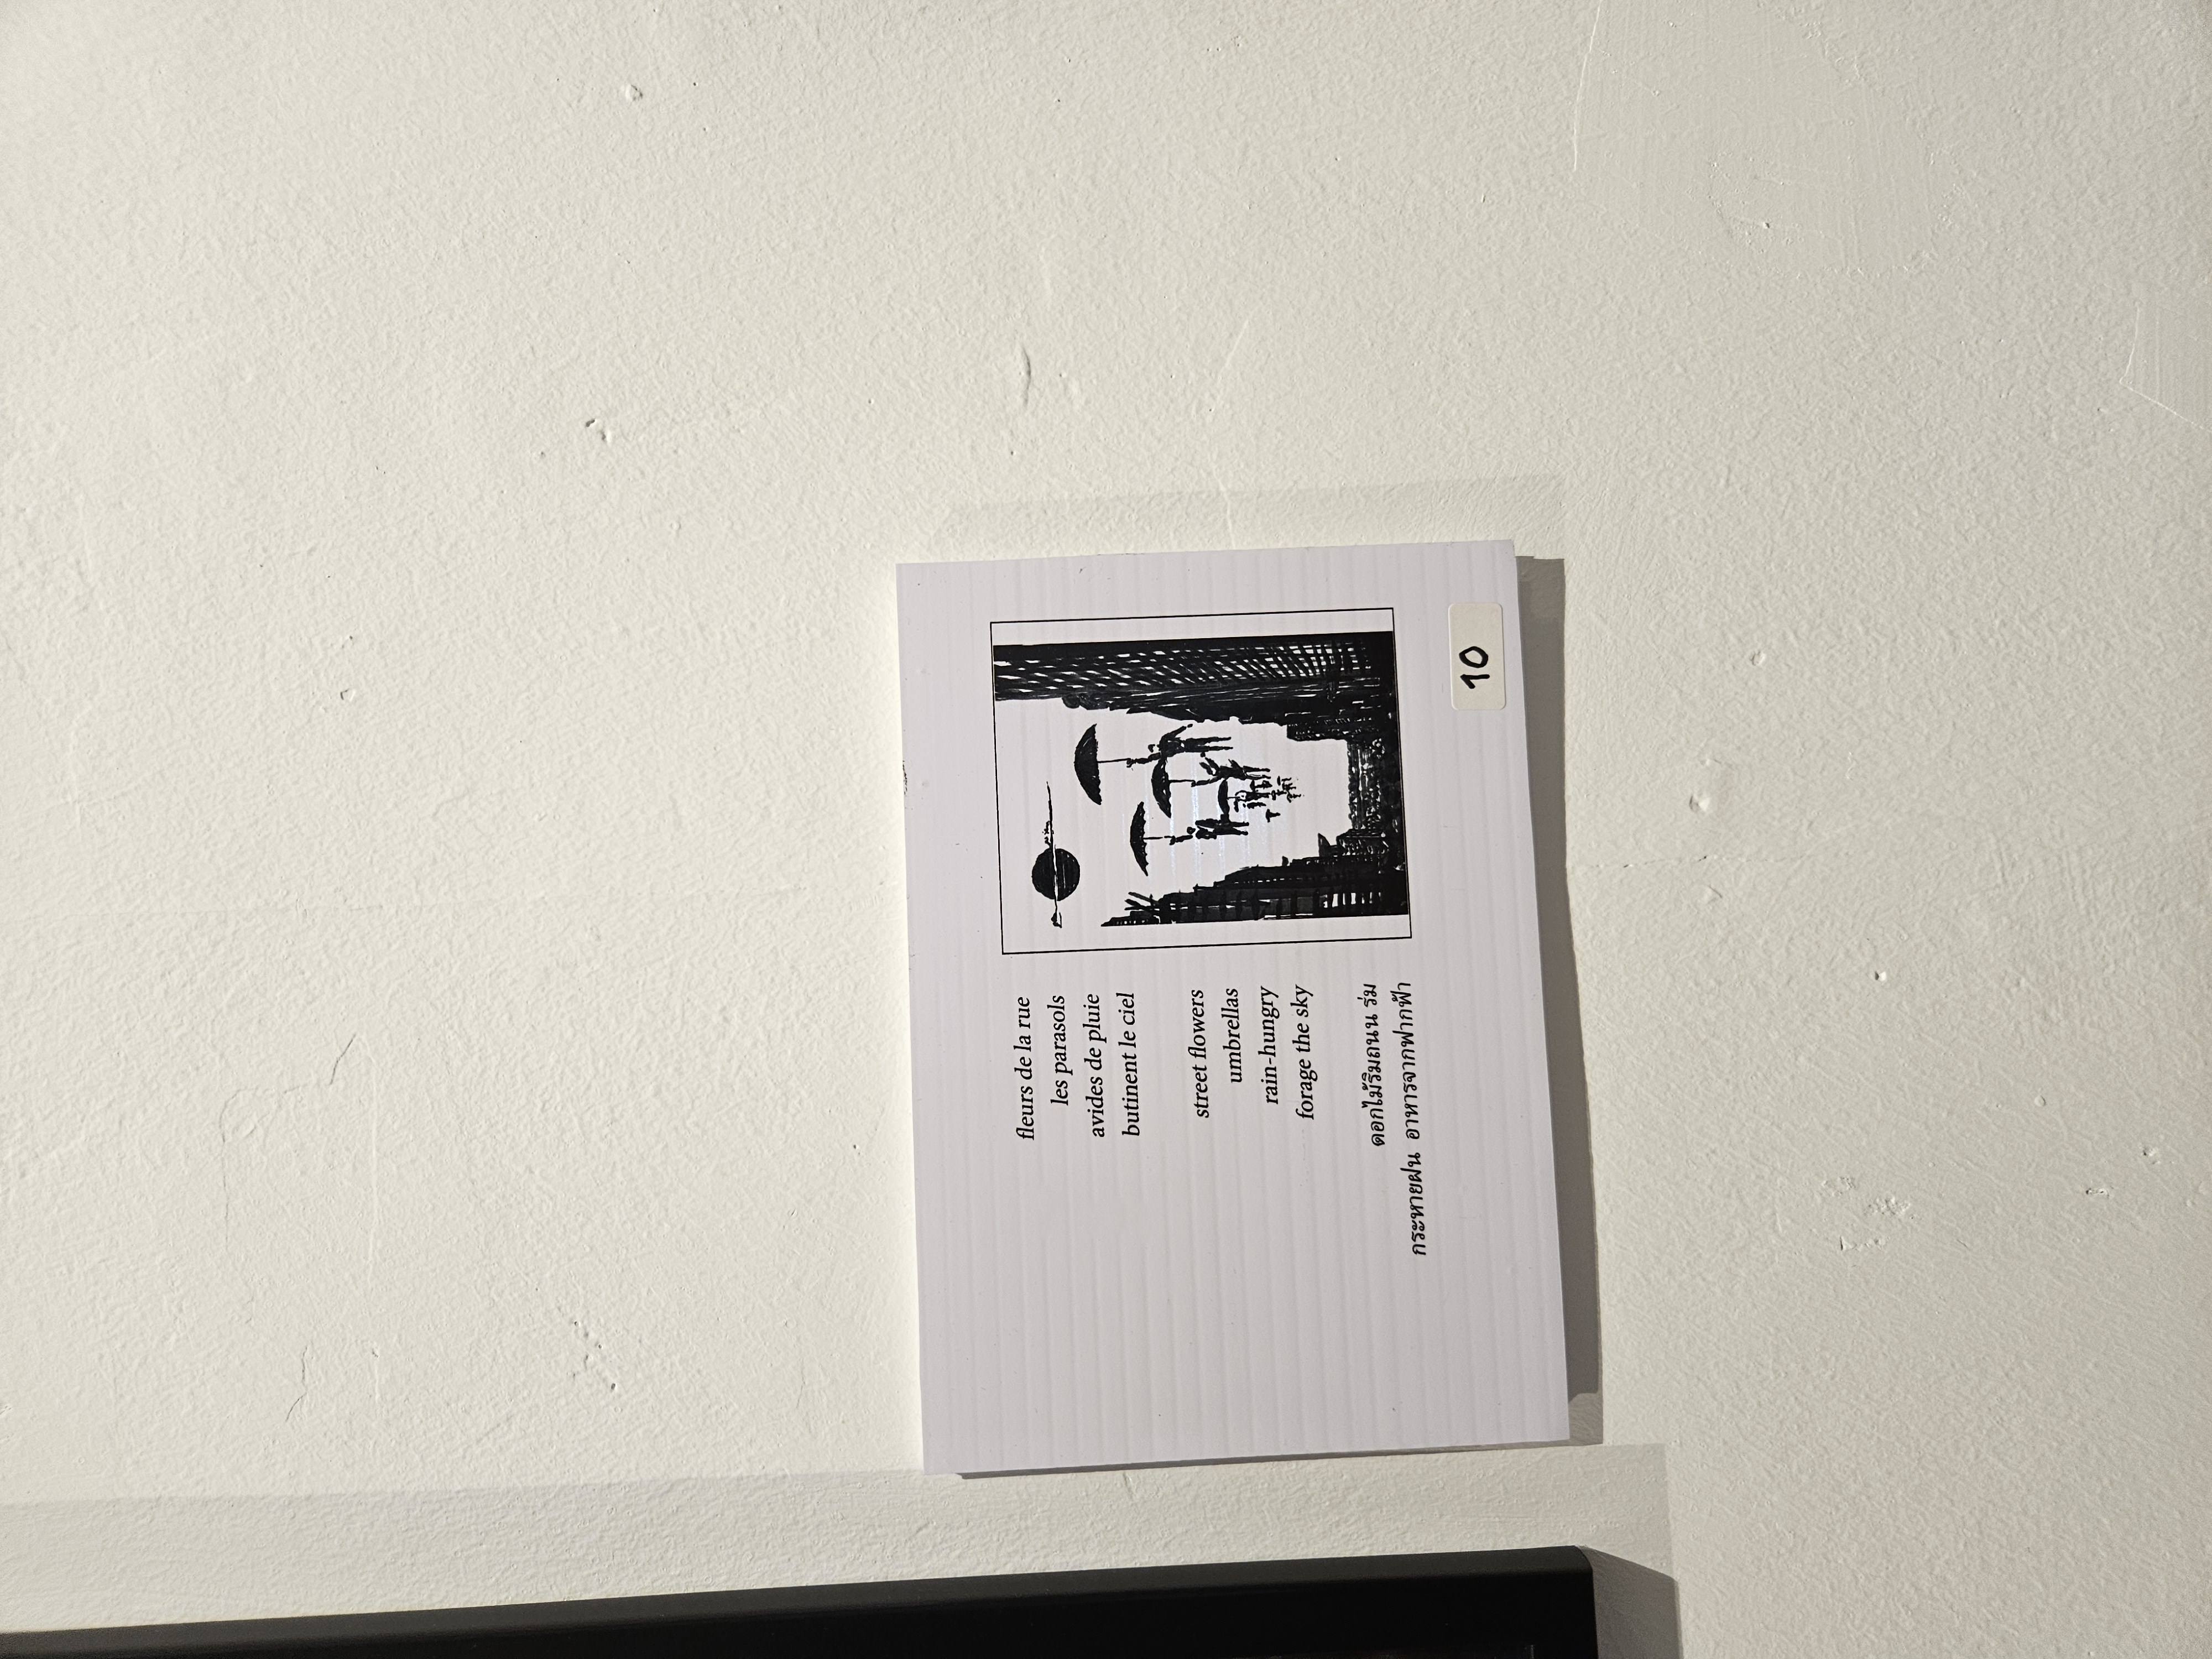 fleurs de la rue
les parasols
avides de pluie
butinent le ciel
street flowers
umbrellas
rain-hungry
forage the sky
ดอกไม้ริมถนน ร่ม
กระหายฝน อาหารจากฟากฟ้า
10